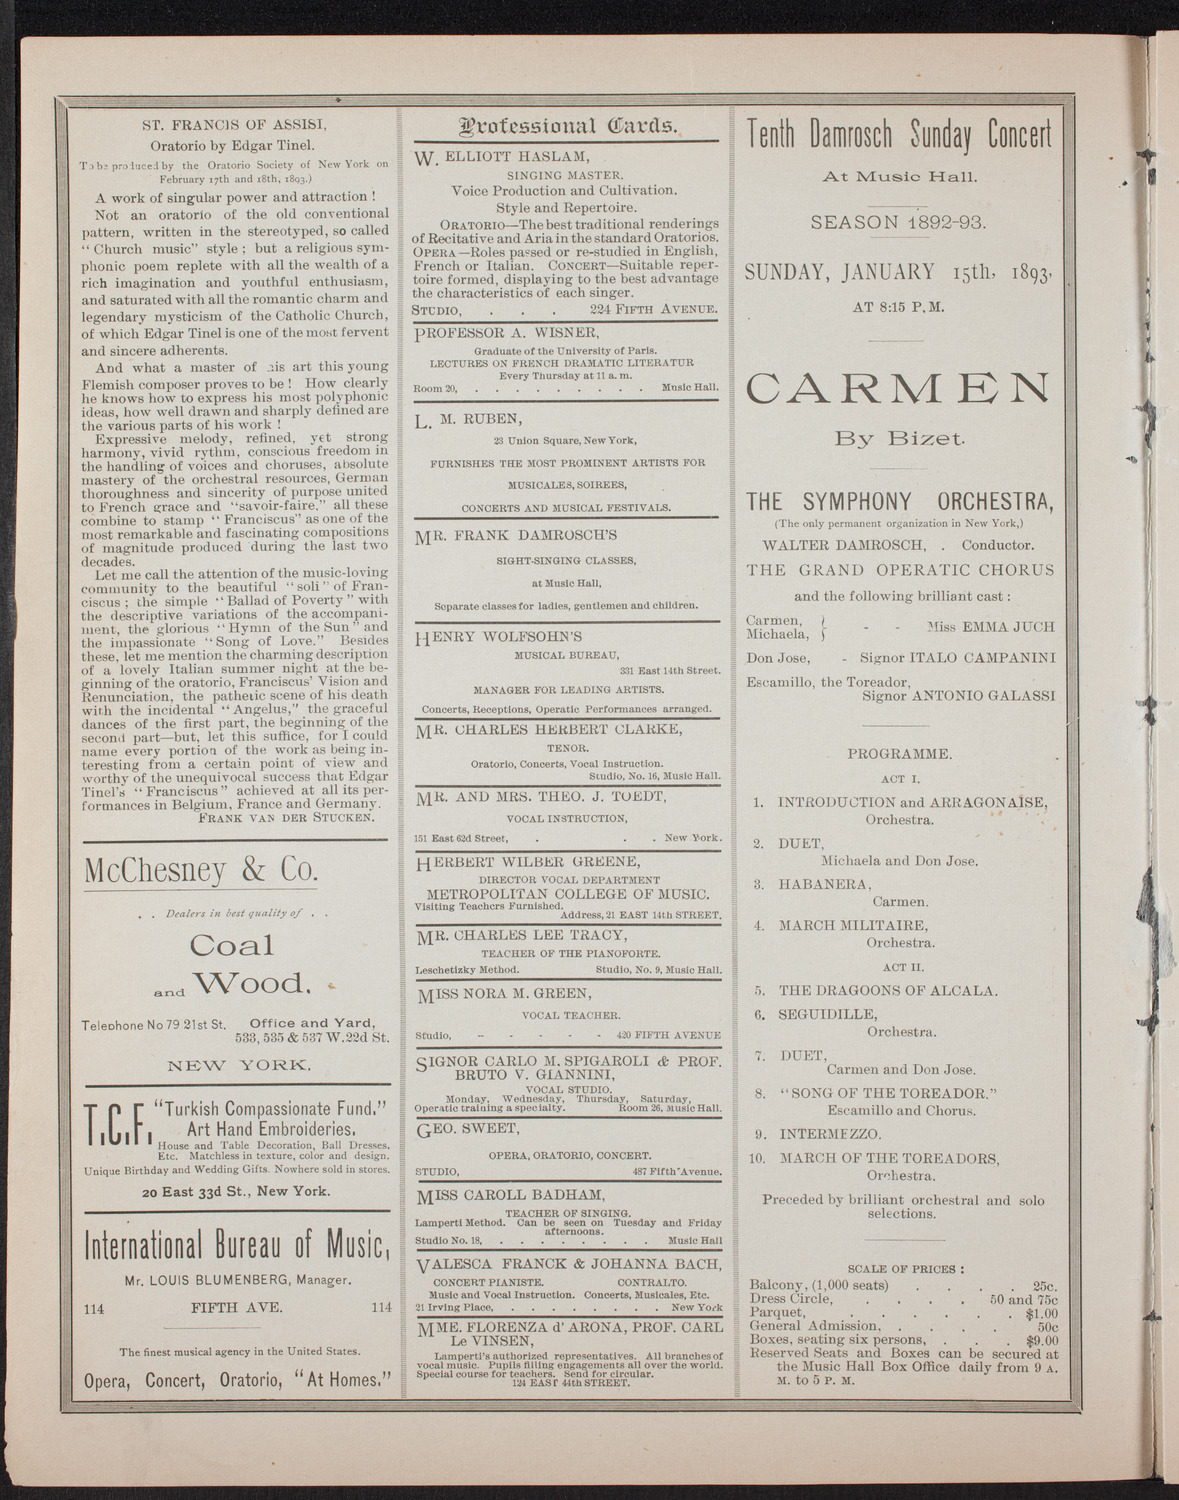 ST. FRANCIS OF ASSISI,
Oratorio by Edgar Tinel.
To be produced by the Oratorio Society of New York on
February 17th and 18th, 1893.)
A work of singular power and attraction !
Not an oratorio of the old conventional
pattern, written in the stereotyped, so called
“ Church music” style ; but a religious sym-
phonic poem replete with all the wealth of a
rich imagination and youthful enthusiasm,
and saturated with all the romantic charm and
legendary mysticism of the Catholic Church,
of which Edgar Tinel is one of the most fervent
and sincere adherents.
And what a master of his art this young
Flemish composer proves to be ! How clearly
he knows how to express his most polyphonic
ideas, how well drawn and sharply defined are
the various parts of his work !
Expressive melody, refined, yet strong
harmony, vivid rythm, conscious freedom in
the handling of voices and choruses, absolute
mastery of the orchestral resources, German
thoroughness and sincerity of purpose united
to French grace and “savoir-faire,” all these
combine to stamp “ Franciscus” as one of the
most remarkable and fascinating compositions
of magnitude produced during the last two
decades.
Let me call the attention of the music-loving
community to the beautiful “soli” of Fran-
ciscus ; the simple “Ballad of Poverty” with
the descriptive variations of the accompani-
ment, the glorious “Hymn of the Sun” and
the impassionate “Song of Love.” Besides
these, let me mention the charming description
of a lovely Italian summer night at the be-
ginning of the oratorio, Franciscus' Vision and
Renunciation, the pathetic scene of his death
with the incidental “Angelus,” the graceful
dances of the first part, the beginning of the
second part—but, let this suffice, for I could
name every portion of the work as being in-
teresting from a certain point of view and
worthy of the unequivocal success that Edgar
Tinel's “Franciscus” achieved at all its per-
formances in Belgium, France and Germany.
FRANK VAN DER STUCKEN.
McChesney & Co.
. . Dealers in best quality of . .
Coal
and Wood.
Telephone No 79 21st St. Office and Yard,
533, 535 & 537 W. 22d St.
NEW YORK.
T.C.F. “Turkish Compassionate Fund,”
Art Hand Embroideries.
House and Table Decoration, Ball Dresses,
Etc. Matchless in texture, color and design.
Unique Birthday and Wedding Gifts. Nowhere sold in stores.
20 East 33d St., New York.
International Bureau of Music,
Mr. LOUIS BLUMENBERG, Manager.
114 FIFTH AVE. 114
The finest musical agency in the United States.
Opera, Concert, Oratorio, “At Homes.”
Professional Cards.
W. ELLIOTT HASLAM,
SINGING MASTER.
Voice Production and Cultivation.
Style and Repertoire.
ORATORIO—The best traditional renderings
of Recitative and Aria in the standard Oratorios.
OPERA—Roles passed or re-studied in English,
French or Italian. CONCERT—Suitable reper-
toire formed, displaying to the best advantage
the characteristics of each singer.
STUDIO, . . . 224 FIFTH AVENUE.
PROFESSOR A. WISNER,
Graduate of the University of Paris.
LECTURES ON FRENCH DRAMATIC LITERATUR
Every Thursday at 11 a. m.
Room 20, . . . . . . . . . Music Hall.
L. M. RUBEN,
23 Union Square, New York,
FURNISHES THE MOST PROMINENT ARTISTS FOR
MUSICALES, SOIREES,
CONCERTS AND MUSICAL FESTIVALS.
MR. FRANK DAMROSCH'S
SIGHT-SINGING CLASSES,
at Music Hall,
Separate classes for ladies, gentlemen and children.
HENRY WOLFSOHN'S
MUSICAL BUREAU,
331 East 14th Street.
MANAGER FOR LEADING ARTISTS.
Concerts, Receptions, Operatic Performances arranged.
MR. CHARLES HERBERT CLARKE,
TENOR.
Oratorio, Concerts, Vocal Instruction.
Studio, No. 16, Music Hall.
MR. AND MRS. THEO. J. TOEDT,
VOCAL INSTRUCTION,
151 East 62d Street, . . . New York.
HERBERT WILBER GREENE,
DIRECTOR VOCAL DEPARTMENT
METROPOLITAN COLLEGE OF MUSIC.
Visiting Teachers Furnished.
Address, 21 EAST 14th STREET.
MR. CHARLES LEE TRACY,
TEACHER OF THE PIANOFORTE.
Leschetizky Method. Studio, No. 9, Music Hall.
MISS NORA M. GREEN,
VOCAL TEACHER.
Studio, - - - - - 420 FIFTH AVENUE
SIGNOR CARLO M. SPIGAROLI & PROF.
BRUTO V. GIANNINI,
VOCAL STUDIO.
Monday, Wednesday, Thursday, Saturday,
Operatic training a specialty. Room 26, Music Hall.
GEO. SWEET,
OPERA, ORATORIO, CONCERT.
STUDIO, 487 Fifth Avenue.
MISS CAROLL BADHAM,
TEACHER OF SINGING.
Lamperti Method. Can be seen on Tuesday and Friday
afternoons.
Studio No. 18, . . . . . . . . Music Hall
VALESCA FRANCK & JOHANNA BACH,
CONCERT PIANISTE. CONTRALTO.
Music and Vocal Instruction. Concerts, Musicales, Etc.
21 Irving Place, . . . . . . . . New York
MME. FLORENZA d' ARONA, PROF. CARL
Le VINSEN,
Lamperti's authorized representatives. All branches of
vocal music. Pupils filling engagements all over the world.
Special course for teachers. Send for circular.
124 EAST 44th STREET.
Tenth Damrosch Sunday Concert
At Music Hall.
SEASON 1892-93.
SUNDAY, JANUARY 15th, 1893,
AT 8:15 P.M.
CARMEN
By Bizet.
THE SYMPHONY ORCHESTRA,
(The only permanent organization in New York,)
WALTER DAMROSCH, . Conductor.
THE GRAND OPERATIC CHORUS
and the following brilliant cast :
Carmen, }
Michaela, } - - Miss EMMA JUCH
Don Jose, - Signor ITALO CAMPANINI
Escamillo, the Toreador,
Signor ANTONIO GALASSI
PROGRAMME.
ACT I.
1. INTRODUCTION and ARRAGONAISE,
Orchestra.
2. DUET,
Michaela and Don Jose.
3. HABANERA,
Carmen.
4. MARCH MILITAIRE,
Orchestra.
ACT II.
5. THE DRAGOONS OF ALCALA.
6. SEGUIDILLE,
Orchestra.
7. DUET,
Carmen and Don Jose.
8. “SONG OF THE TOREADOR,”
Escamillo and Chorus.
9. INTERMEZZO.
10. MARCH OF THE TOREADORS,
Orchestra.
Preceded by brilliant orchestral and solo
selections.
SCALE OF PRICES :
Balcony, (1,000 seats) . . . . 25c.
Dress Circle, . . . . 50 and 75c
Parquet, . . . . . . $1.00
General Admission, . . . . 50c
Boxes, seating six persons, . . . $9.00
Reserved Seats and Boxes can be secured at
the Music Hall Box Office daily from 9 A.
M. to 5 P. M.